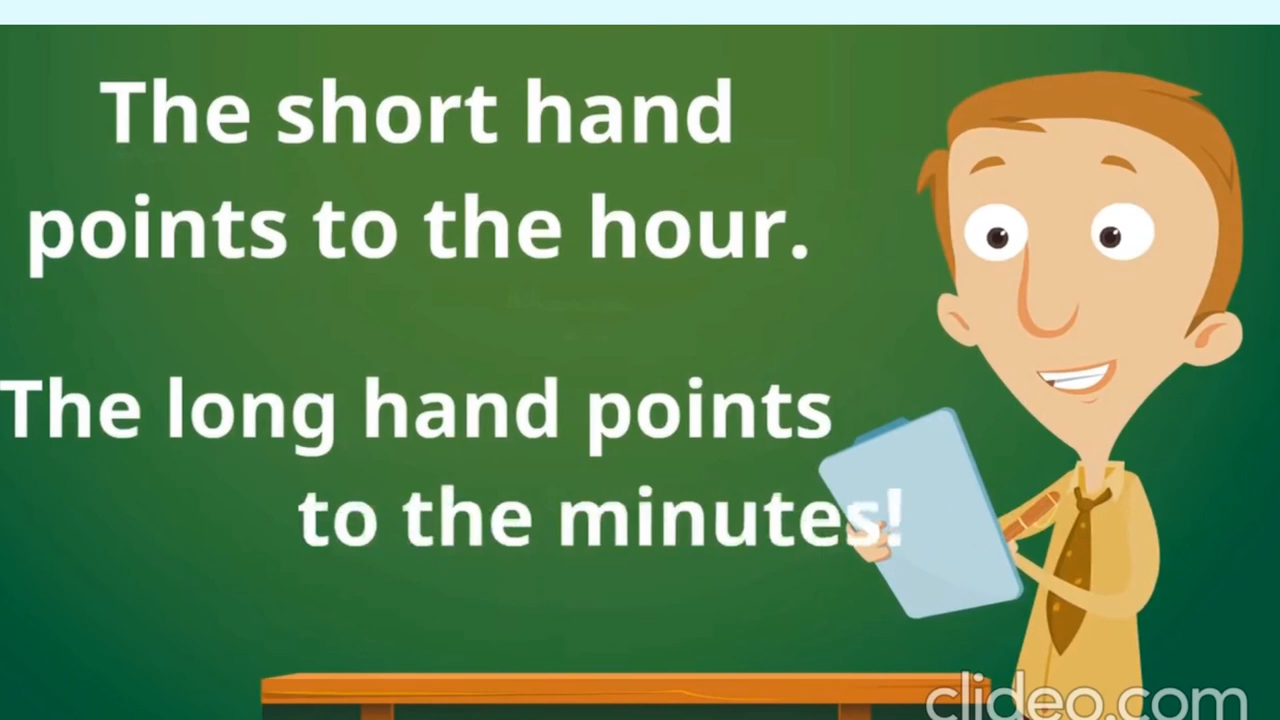 The short hand
points to the hour.
The long hand points
to the minutes!
clideo.com